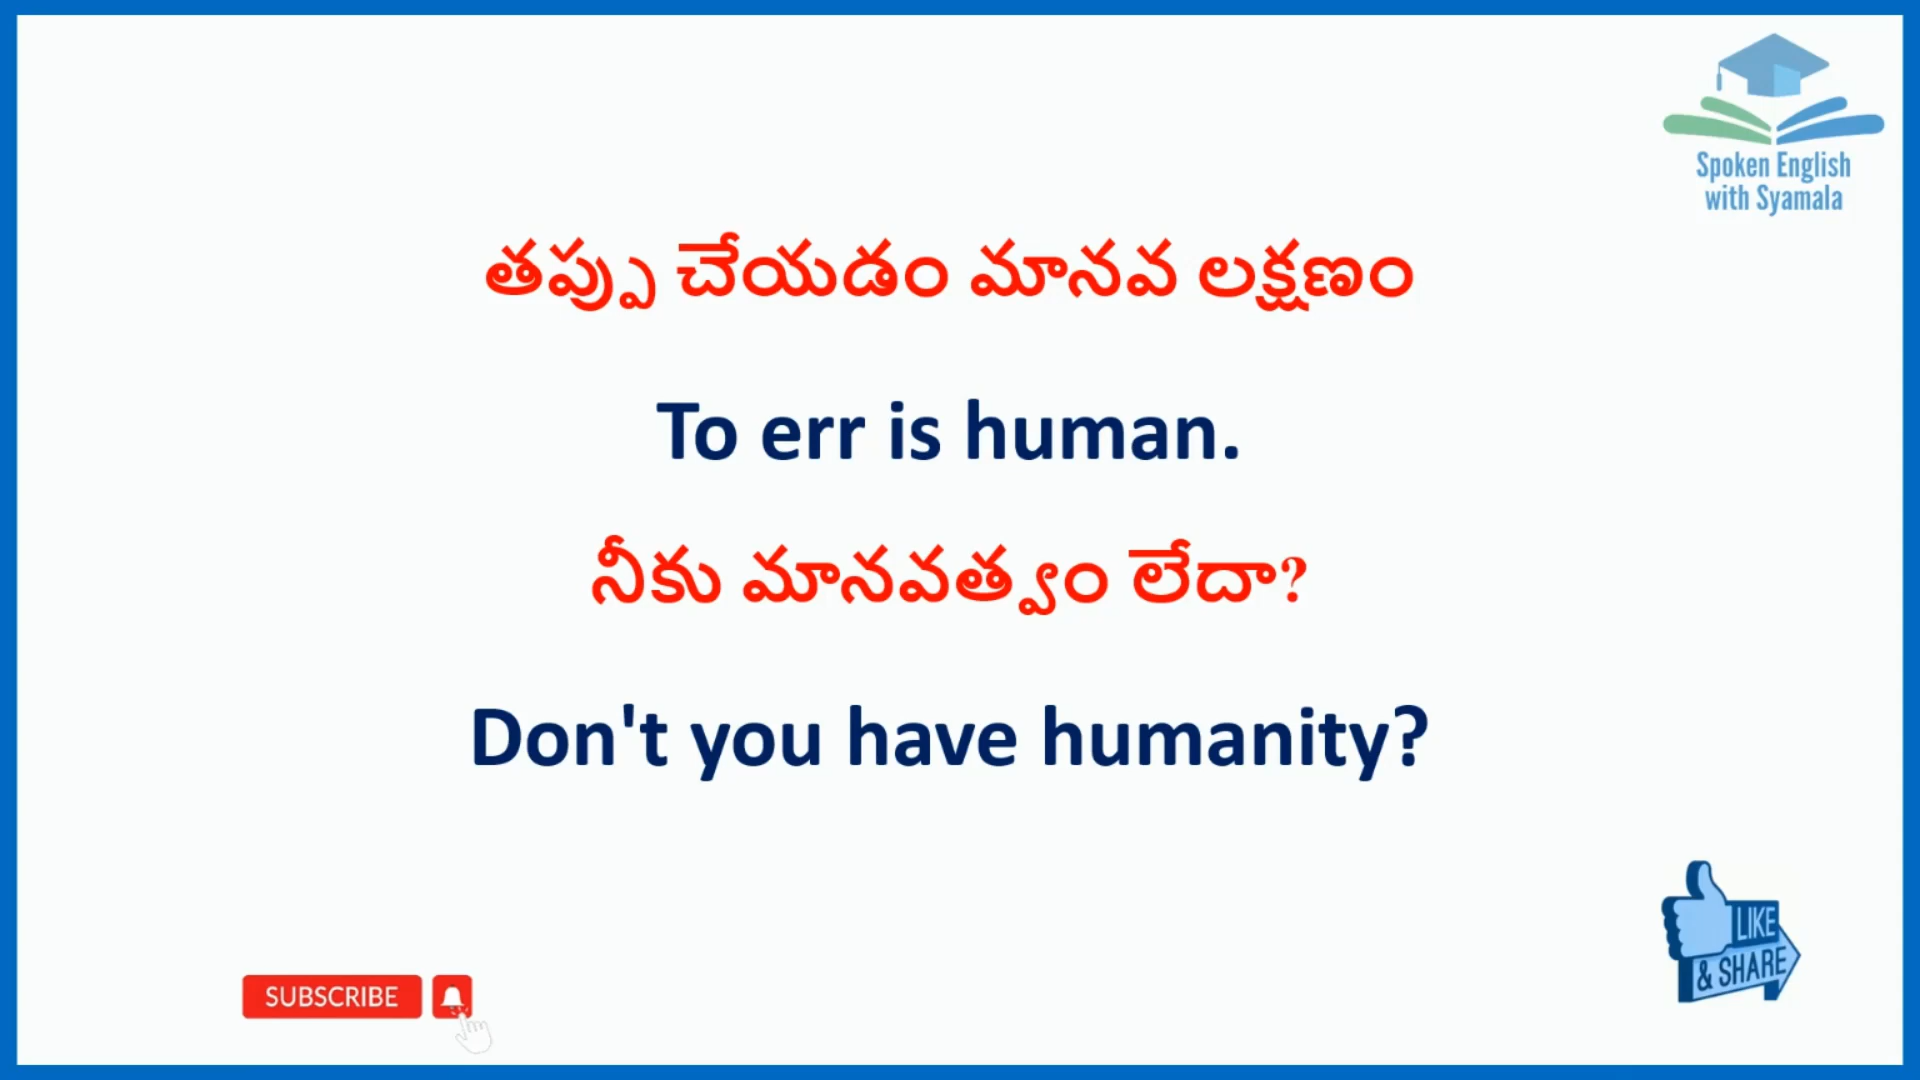 Spoken English
with Syamala
తప్పు చేయడం మానవ లక్షణం
To err is human.
నీకు మానవత్వం లేదా?
Don't you have humanity?
LIKE
& SHARE
SUBSCRIBE